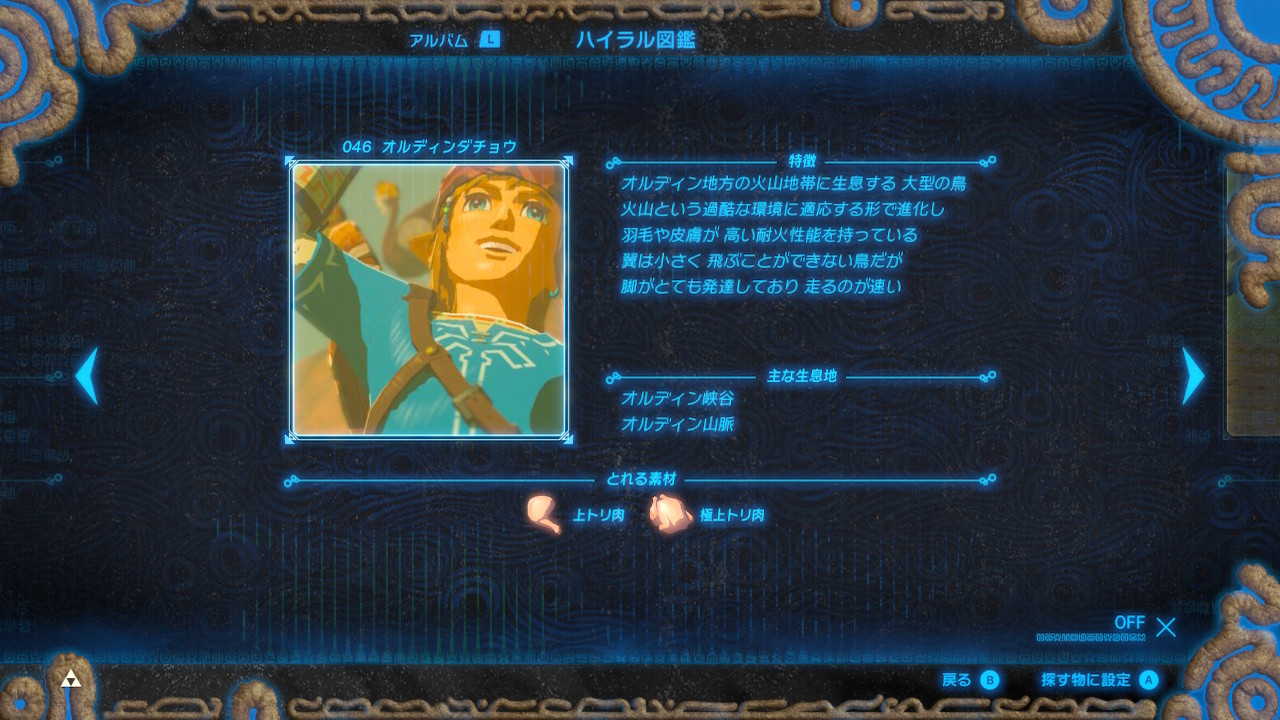 アルバム L
ハイラル図鑑
046 オルディンダチョウ
特徴
オルディン地方の火山地帯に生息する 大型の鳥
火山という過酷な環境に適応する形で進化し
羽毛や皮膚が 高い耐火性能を持っている
翼は小さく 飛ぶことができない鳥だが
脚がとても発達しており 走るのが速い
主な生息地
オルディン峡谷
オルディン山脈
とれる素材
上トリ肉
極上トリ肉
OFF
戻る B
探す物に設定 A